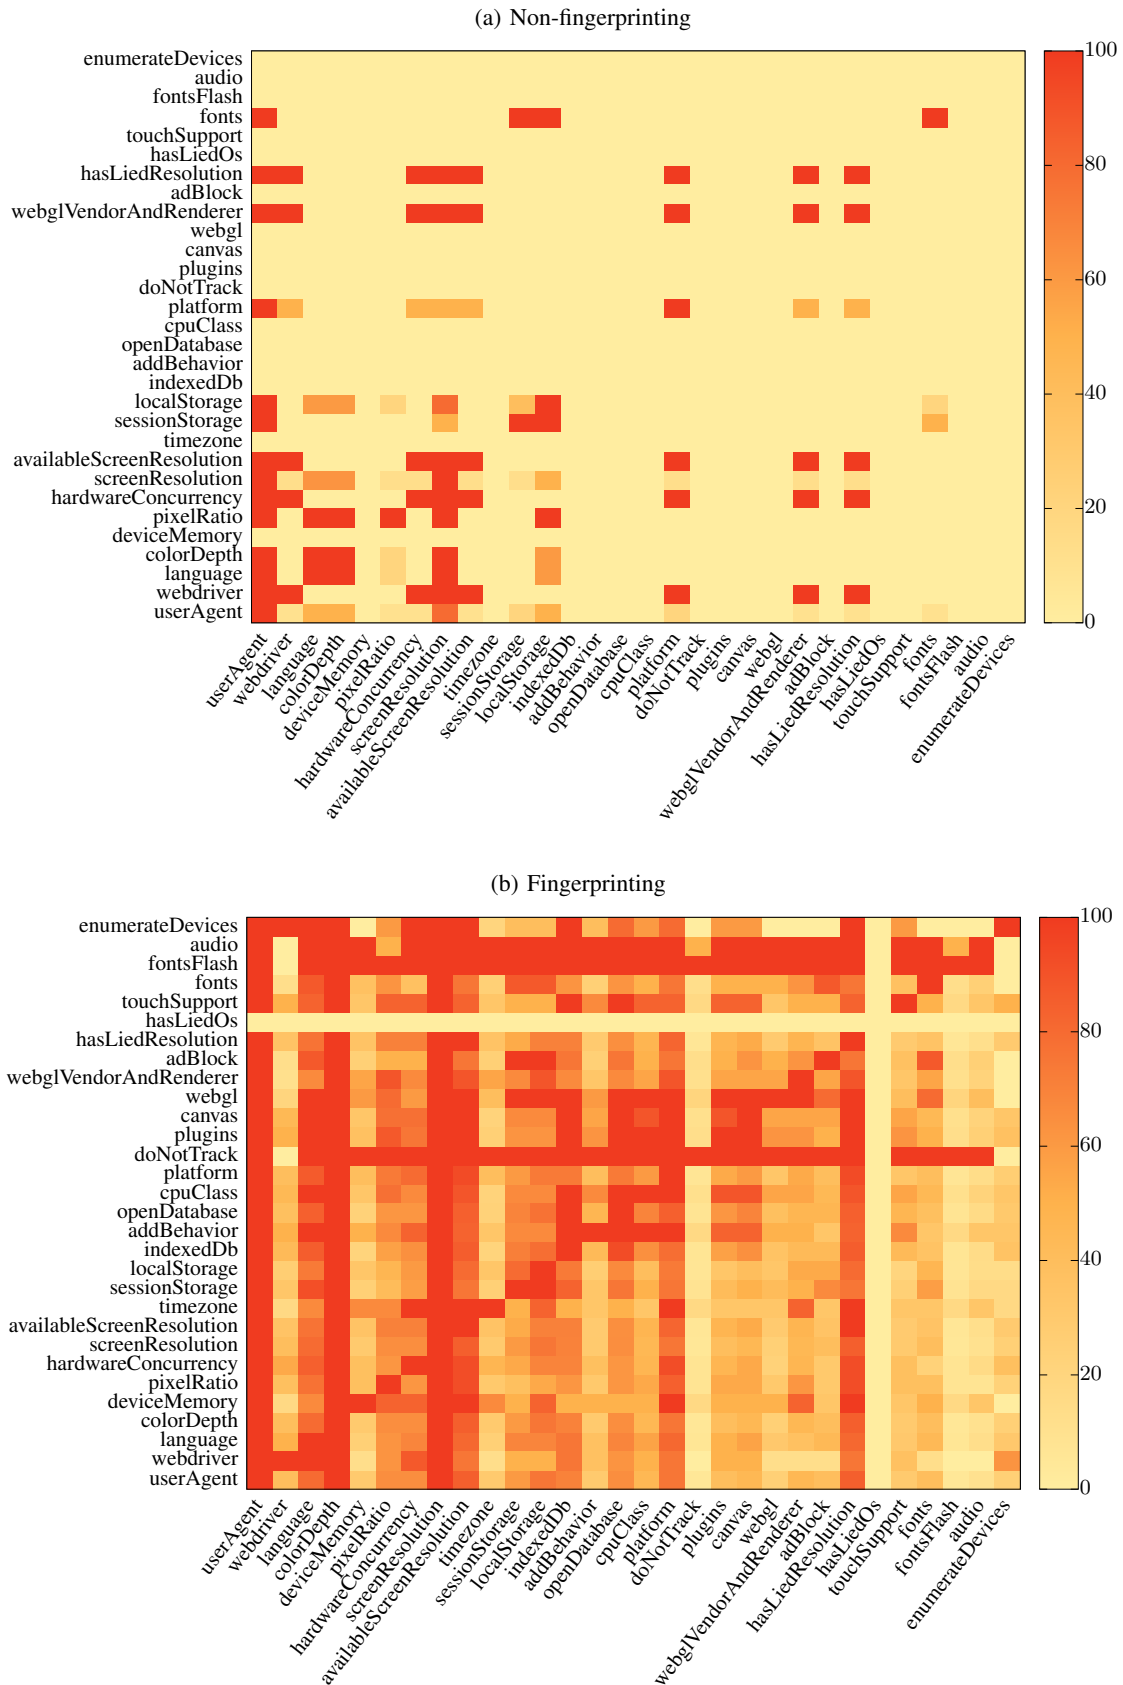 (a) Non-fingerprinting
enumerateDevices
audio
fontsFlash
fonts
touchSupport
hasLiedOs
hasLiedResolution
adBlock
webglVendorAndRenderer
webgl
canvas
plugins
doNotTrack
platform
cpuClass
openDatabase
addBehavior
indexedDb
localStorage
sessionStorage
timezone
availableScreenResolution
screenResolution
hardwareConcurrency
pixelRatio
deviceMemory
colorDepth
language
webdriver
userAgent
100
80
60
40
20
0
userAgent
webdriver
language
colorDepth
deviceMemory
pixelRatio
hardwareConcurrency
screenResolution
availableScreenResolution
timezone
sessionStorage
localStorage
indexedDb
addBehavior
openDatabase
cpuClass
platform
doNotTrack
plugins
canvas
webgl
webglVendorAndRenderer
adBlock
hasLiedResolution
hasLiedOs
touchSupport
fonts
fontsFlash
audio
enumerateDevices
(b) Fingerprinting
enumerateDevices
audio
fontsFlash
fonts
touchSupport
hasLiedOs
hasLiedResolution
adBlock
webglVendorAndRenderer
webgl
canvas
plugins
doNotTrack
platform
cpuClass
openDatabase
addBehavior
indexedDb
localStorage
sessionStorage
timezone
availableScreenResolution
screenResolution
hardwareConcurrency
pixelRatio
deviceMemory
colorDepth
language
webdriver
userAgent
100
80
60
40
20
0
userAgent
webdriver
language
colorDepth
deviceMemory
pixelRatio
hardwareConcurrency
screenResolution
availableScreenResolution
timezone
sessionStorage
localStorage
indexedDb
addBehavior
openDatabase
cpuClass
platform
doNotTrack
plugins
canvas
webgl
webglVendorAndRenderer
adBlock
hasLiedResolution
hasLiedOs
touchSupport
fonts
fontsFlash
audio
enumerateDevices